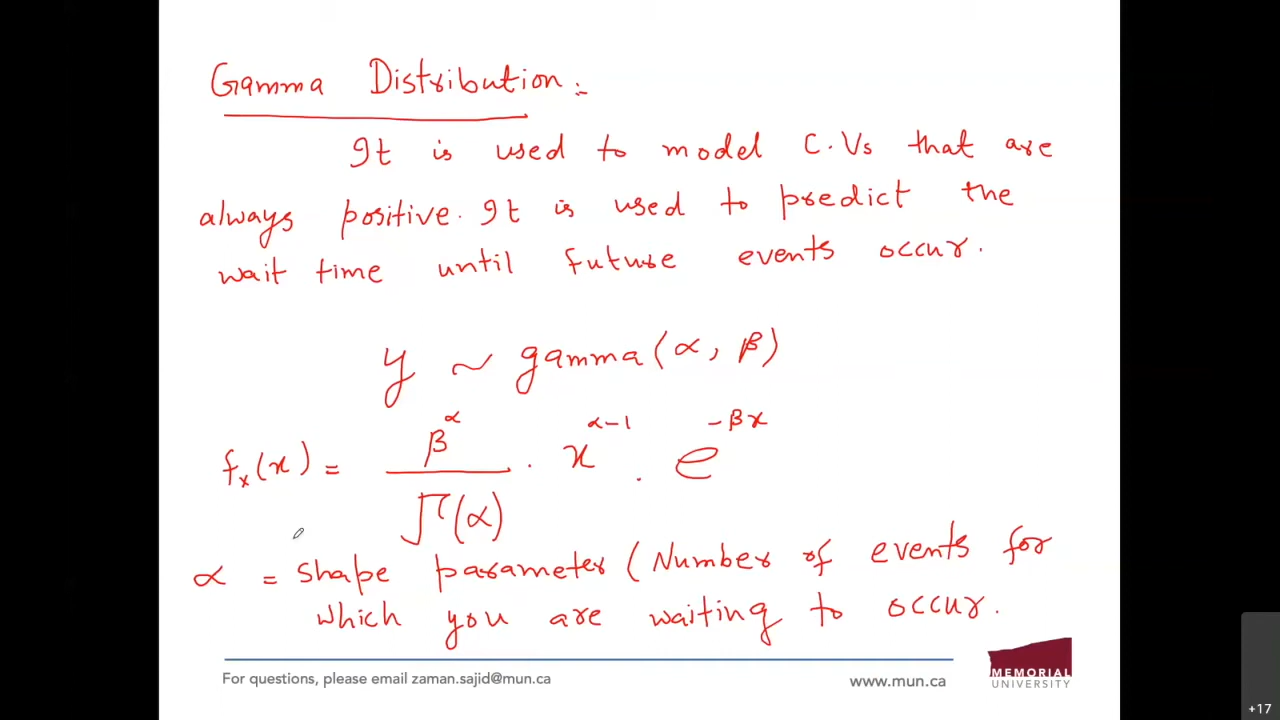 Gamma Distribution :-
It is used to model C.Vs that are
always positive. It is used to predict the
wait time until future events occur.
y ~ gamma(α, β)
fₓ(x) = β^α / Γ(α) . x^(α-1) . e^(-βx)
α = shape parameter (Number of events for
which you are waiting to occur.
For questions, please email zaman.sajid@mun.ca
www.mun.ca
MEMORIAL
UNIVERSITY
+17